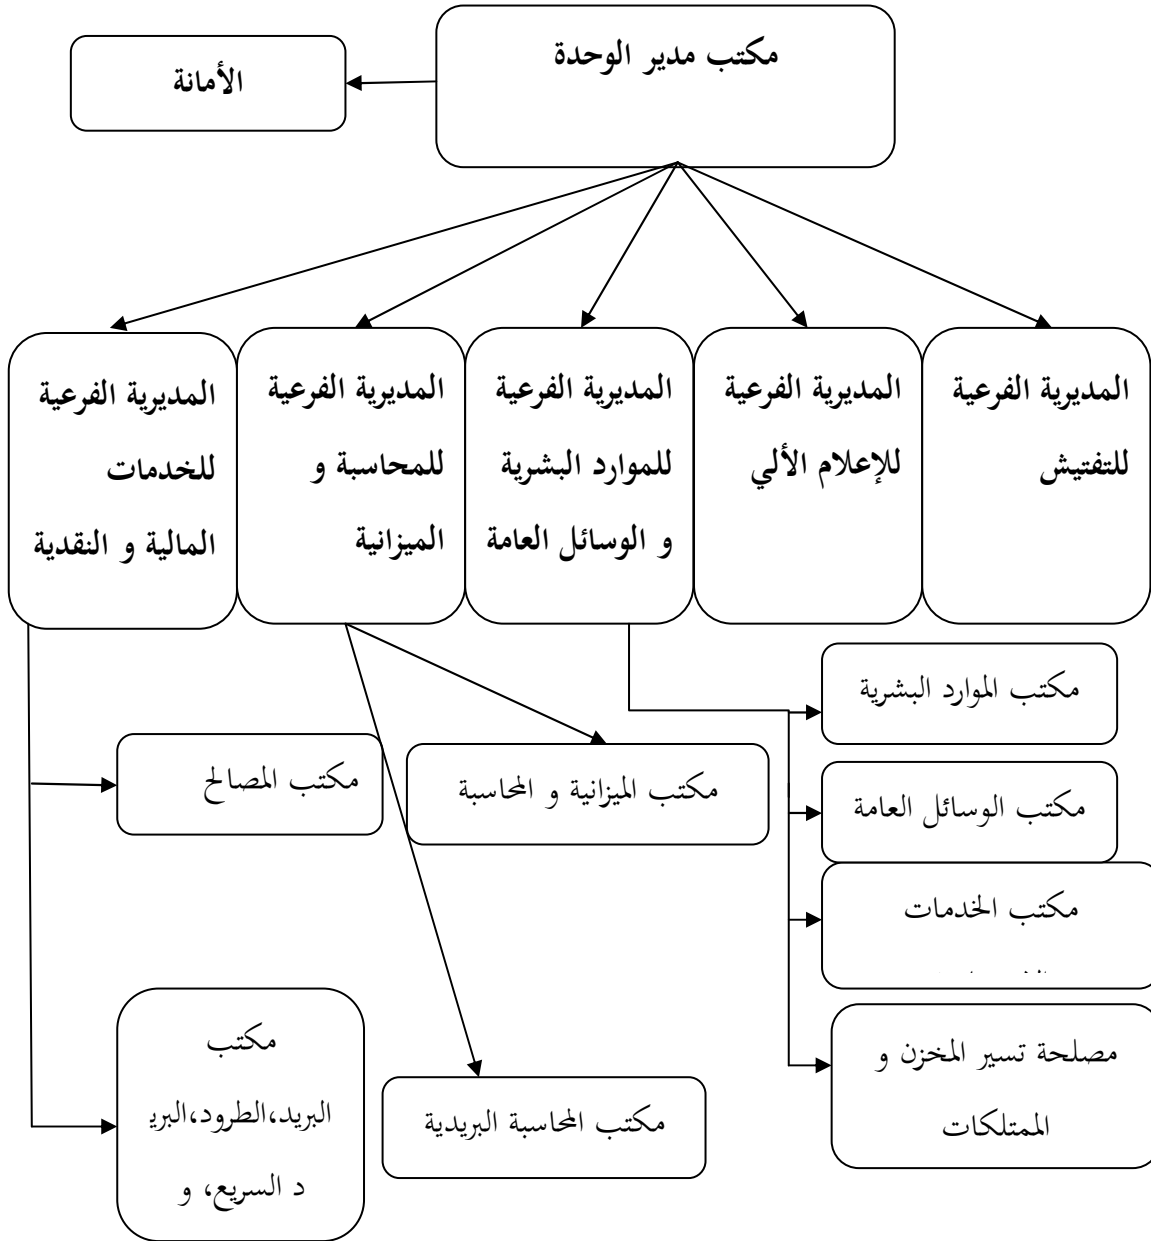 مكتب مدير الوحدة
الأمانة
المديرية الفرعية
للتفتيش
المديرية الفرعية
للإعلام الألي
المديرية الفرعية
للموارد البشرية
و الوسائل العامة
المديرية الفرعية
للمحاسبة و
الميزانية
المديرية الفرعية
للخدمات
المالية و النقدية
مكتب الموارد البشرية
مكتب الوسائل العامة
مكتب الخدمات
مصلحة تسير المخزن و
الممتلكات
مكتب الميزانية و المحاسبة
مكتب المحاسبة البريدية
مكتب المصالح
مكتب
البريد،الطرود،البري
د السريع، و